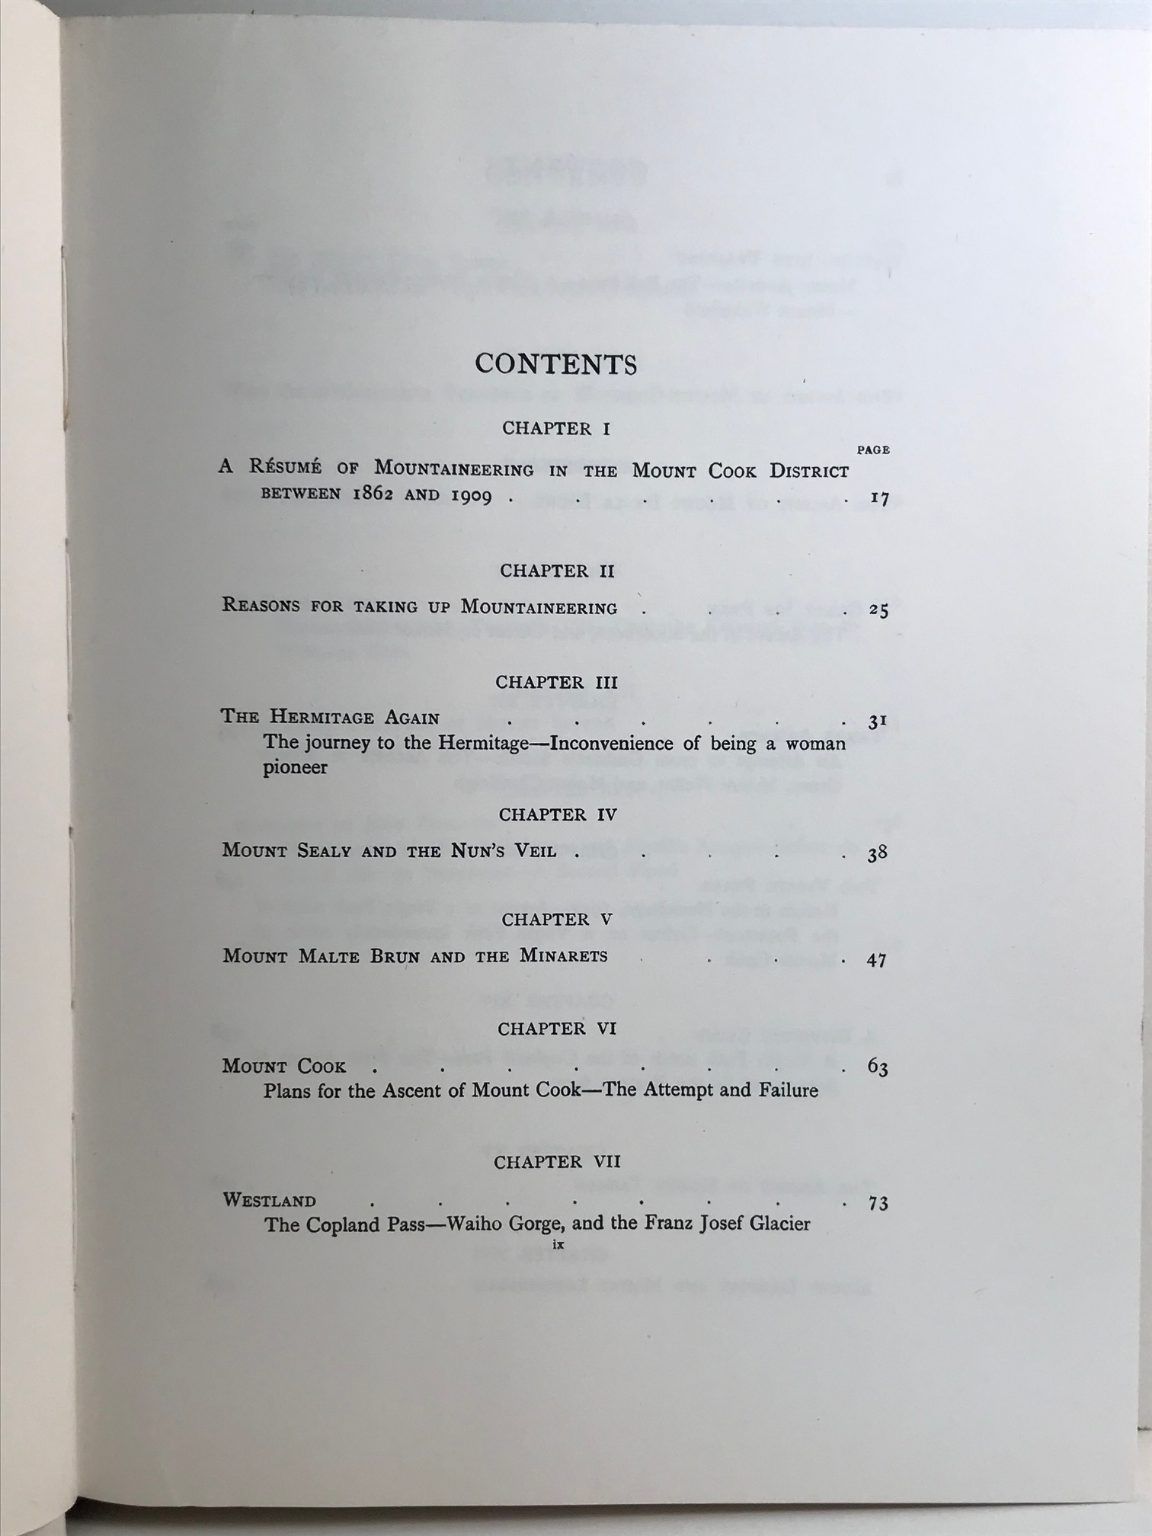 CONTENTS
CHAPTER I
PAGE
A Résumé of Mountaineering in the Mount Cook District
between 1862 and 1909 . . . . . . 17
CHAPTER II
Reasons for taking up Mountaineering . . . . 25
CHAPTER III
The Hermitage Again . . . . . . 31
The journey to the Hermitage—Inconvenience of being a woman
pioneer
CHAPTER IV
Mount Sealy and the Nun's Veil . . . . . 38
CHAPTER V
Mount Malte Brun and the Minarets . . . . 47
CHAPTER VI
Mount Cook . . . . . . . . 63
Plans for the Ascent of Mount Cook—The Attempt and Failure
CHAPTER VII
Westland . . . . . . . . 73
The Copland Pass—Waiho Gorge, and the Franz Josef Glacier
ix